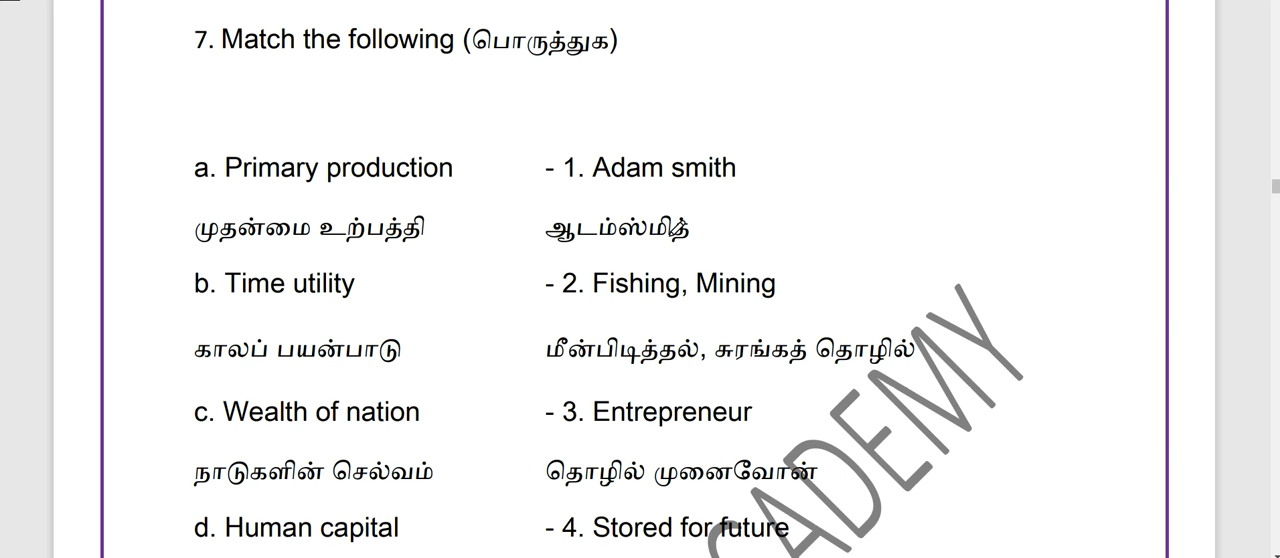 7. Match the following (பொருத்துக)
a. Primary production - 1. Adam smith
முதன்மை உற்பத்தி ஆடம்ஸ்மித்
b. Time utility - 2. Fishing, Mining
காலப் பயன்பாடு மீன்பிடித்தல், சுரங்கத் தொழில்
c. Wealth of nation - 3. Entrepreneur
நாடுகளின் செல்வம் தொழில் முனைவோன்
d. Human capital - 4. Stored for future
CADEMY